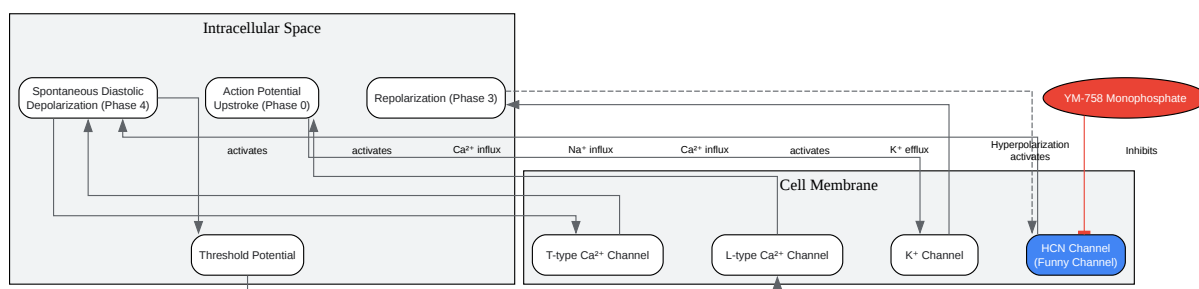 Intracellular Space
Spontaneous Diastolic
Depolarization (Phase 4)
Action Potential
Upstroke (Phase 0)
Repolarization (Phase 3)
YM-758 Monophosphate
activates
activates
Ca²⁺ influx
Na⁺ influx
Ca²⁺ influx
activates
K⁺ efflux
Hyperpolarization
activates
Inhibits
Cell Membrane
Threshold Potential
T-type Ca²⁺ Channel
L-type Ca²⁺ Channel
K⁺ Channel
HCN Channel
(Funny Channel)